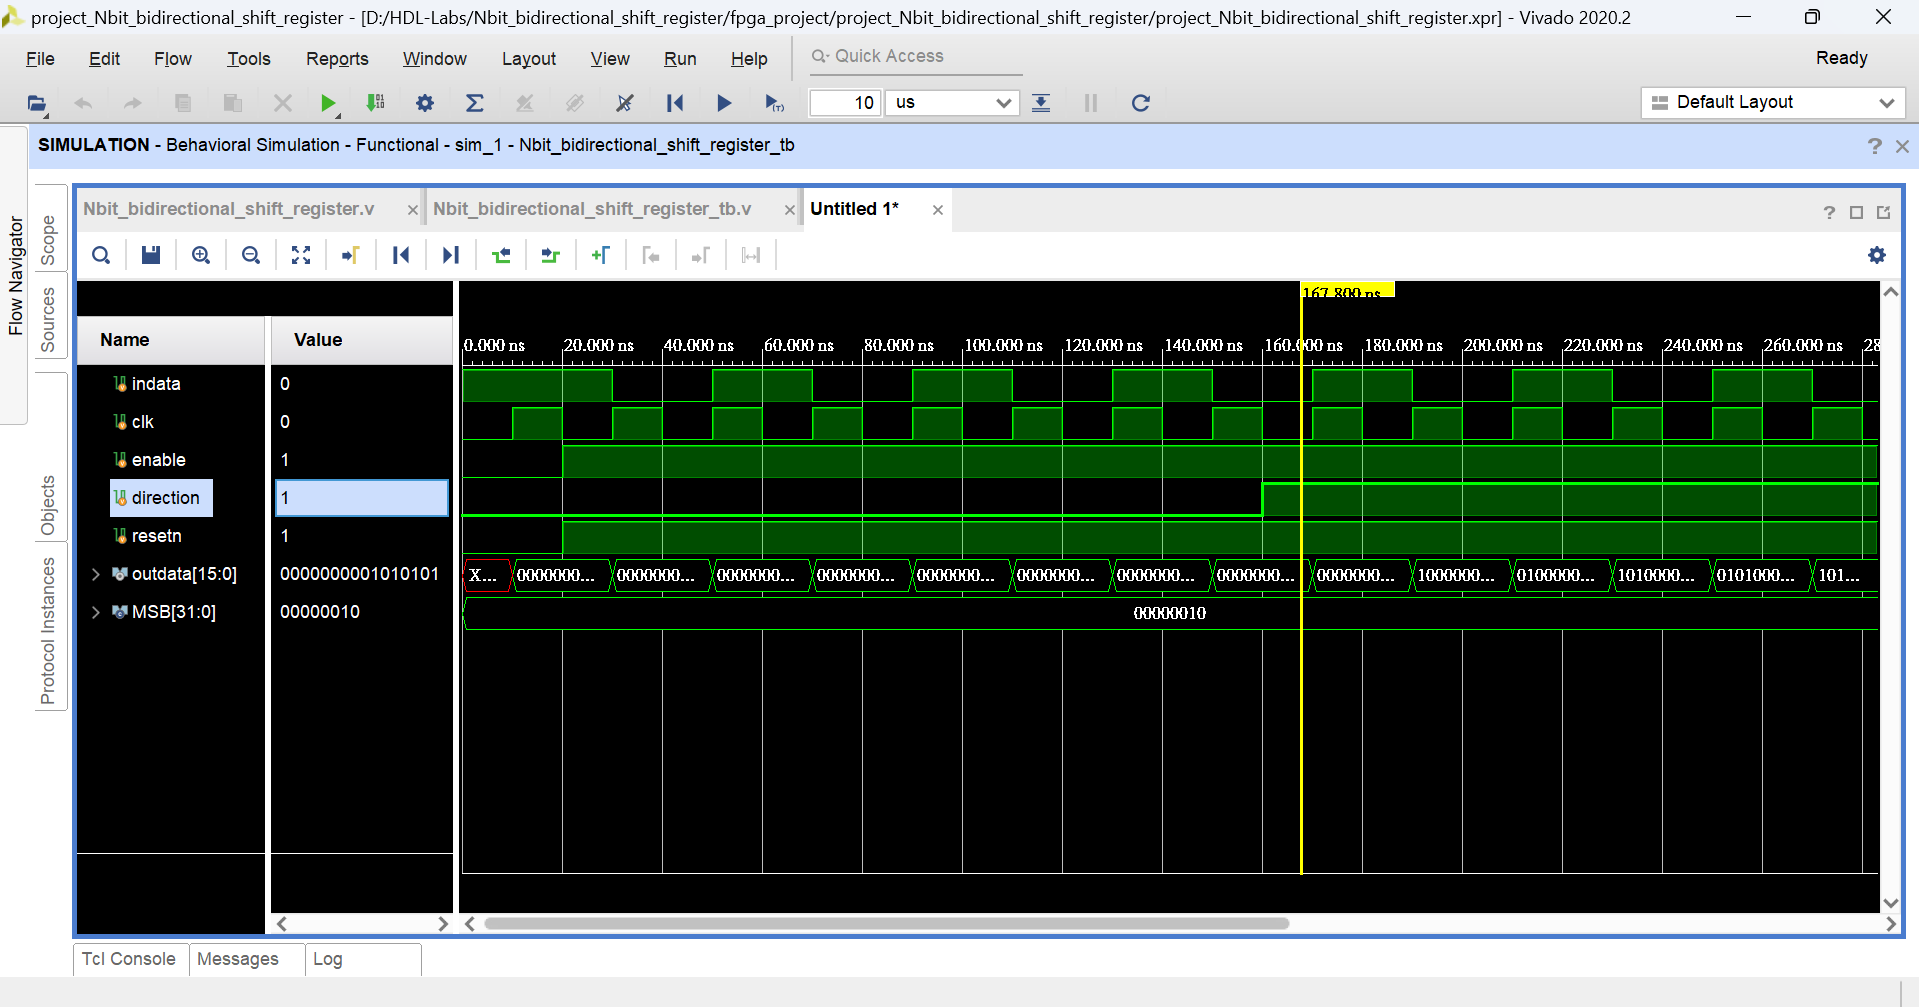 project_Nbit_bidirectional_shift_register - [D:/HDL-Labs/Nbit_bidirectional_shift_register/fpga_project/project_Nbit_bidirectional_shift_register/project_Nbit_bidirectional_shift_register.xpr] - Vivado 2020.2
File Edit Flow Tools Reports Window Layout View Run Help Quick Access Ready
10 us Default Layout
SIMULATION - Behavioral Simulation - Functional - sim_1 - Nbit_bidirectional_shift_register_tb
Flow Navigator
Scope
Sources
Objects
Protocol Instances
Nbit_bidirectional_shift_register.v Nbit_bidirectional_shift_register_tb.v Untitled 1*
167.800 ns
Name Value 0.000 ns 20.000 ns 40.000 ns 60.000 ns 80.000 ns 100.000 ns 120.000 ns 140.000 ns 160.000 ns 180.000 ns 200.000 ns 220.000 ns 240.000 ns 260.000 ns 28
indata 0
clk 0
enable 1
direction 1
resetn 1
outdata[15:0] 0000000001010101 X... 0000000... 0000000... 0000000... 0000000... 0000000... 0000000... 0000000... 0000000... 0000000... 1000000... 0100000... 1010000... 0101000... 101...
MSB[31:0] 00000010 00000010
Tcl Console Messages Log